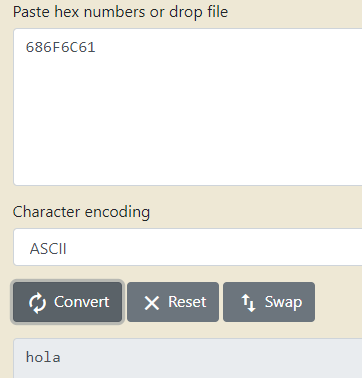 Paste hex numbers or drop file
686F6C61
Character encoding
ASCII
Convert Reset Swap
hola